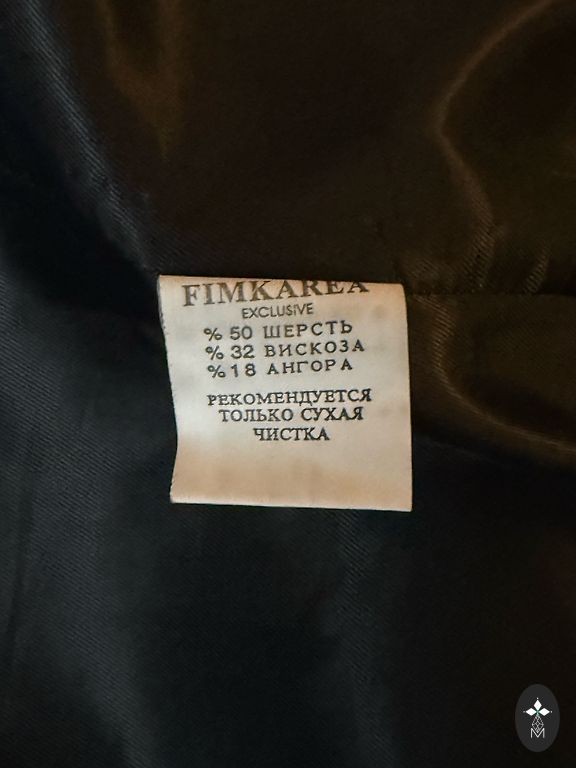 FIMKAREA
EXCLUSIVE
% 50 ШЕРСТЬ
% 32 ВИСКОЗА
%18 АНГОРА
РЕКОМЕНДУЕТСЯ
ТОЛЬКО СУХАЯ
ЧИСТКА
M